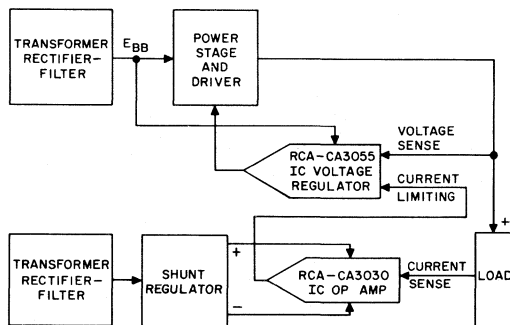 TRANSFORMER
RECTIFIER-
FILTER
EBB
POWER
STAGE
AND
DRIVER
RCA-CA3055
IC VOLTAGE
REGULATOR
VOLTAGE
SENSE
CURRENT
LIMITING
TRANSFORMER
RECTIFIER-
FILTER
SHUNT
REGULATOR
+
−
RCA-CA3030
IC OP AMP
CURRENT
SENSE
+
LOAD